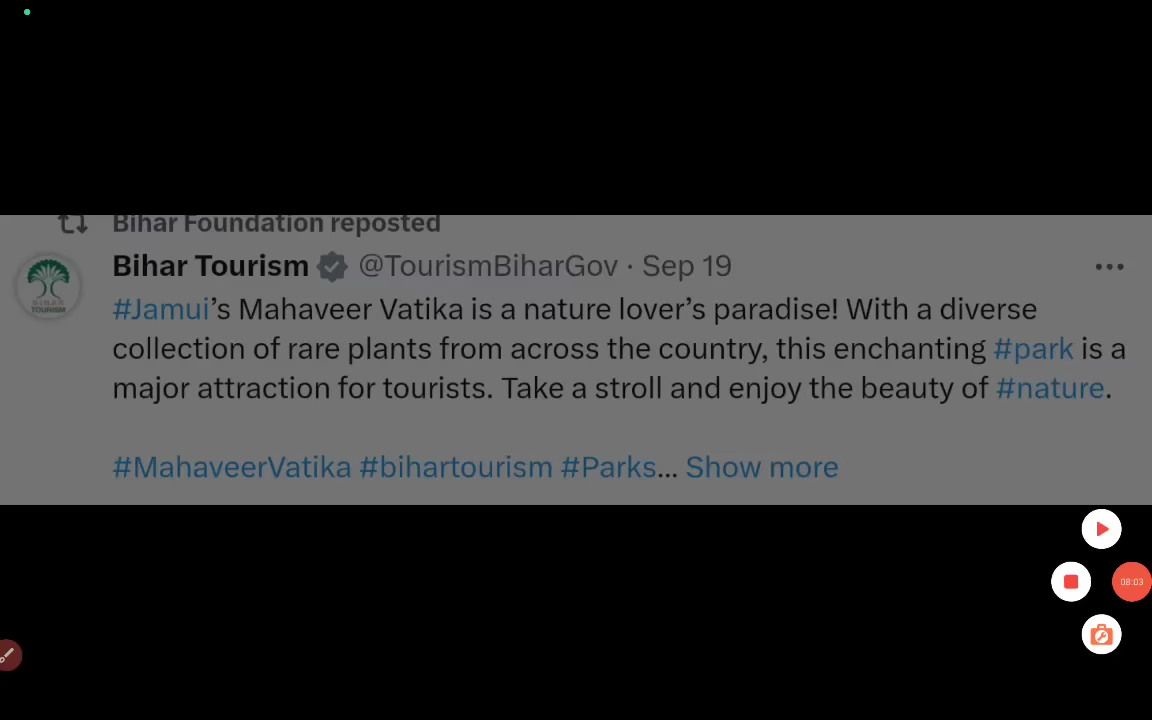 Bihar Foundation reposted
Bihar Tourism @TourismBiharGov · Sep 19
#Jamui’s Mahaveer Vatika is a nature lover’s paradise! With a diverse
collection of rare plants from across the country, this enchanting #park is a
major attraction for tourists. Take a stroll and enjoy the beauty of #nature.
#MahaveerVatika #bihartourism #Parks... Show more
BIHAR
TOURISM
08:03